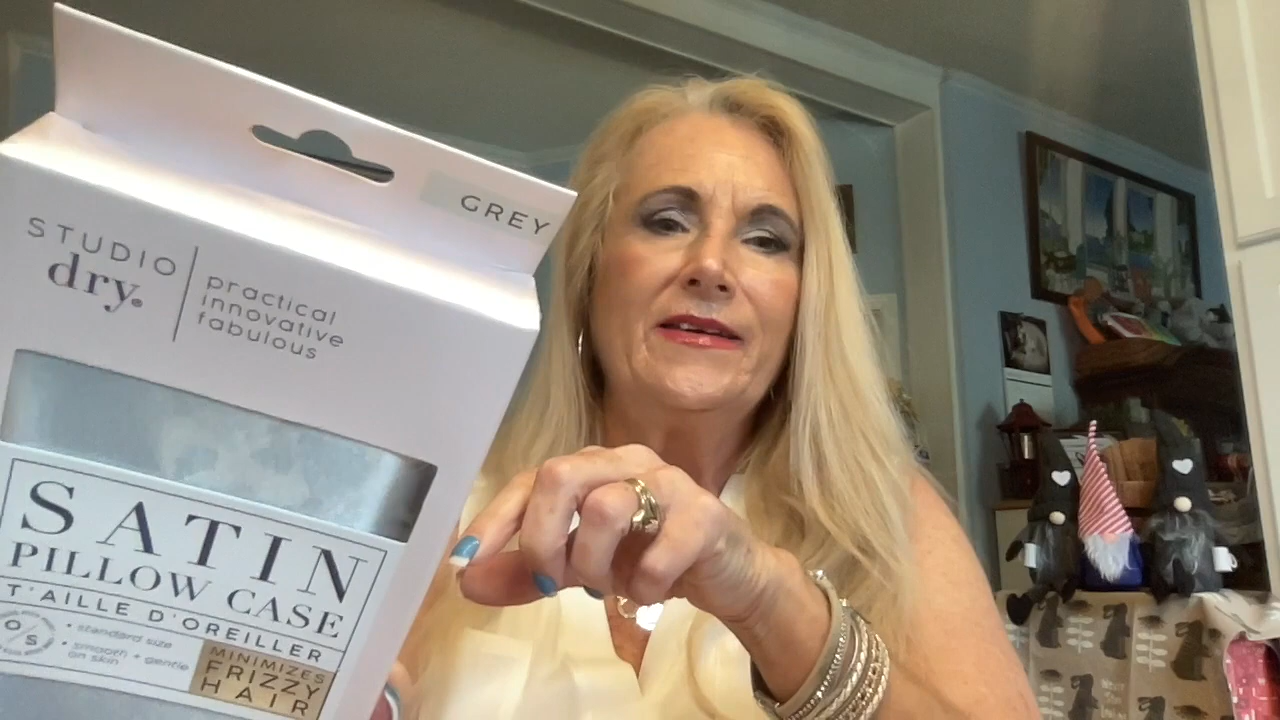 GREY
STUDIO
dry.
practical
innovative
fabulous
SATIN
PILLOW CASE
T'AILLE D'OREILLER
OS
• standard size
• smooth + gentle
on skin
MINIMIZES
FRIZZY
HAIR